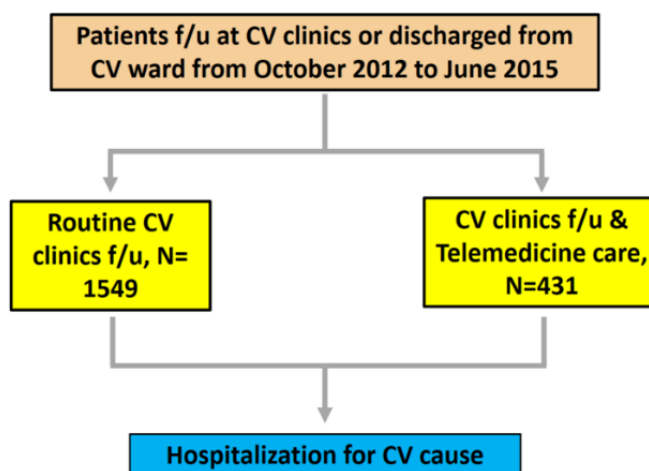 Patients f/u at CV clinics or discharged from
CV ward from October 2012 to June 2015
Routine CV
clinics f/u, N=
1549
CV clinics f/u &
Telemedicine care,
N=431
Hospitalization for CV cause